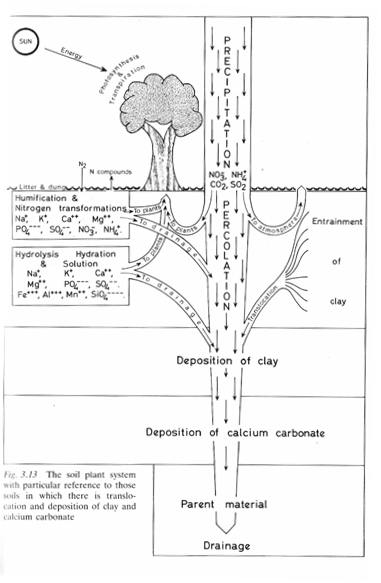 SUN
Energy
Photosynthesis
&
Transpiration
PRECIPITATION
N₂
N compounds
NO₃⁻, NH₄⁺
CO₂, SO₂
Litter & dung
Humification &
Nitrogen transformations
Na⁺, K⁺, Ca⁺⁺, Mg⁺⁺,
PO₄⁻⁻⁻, SO₄⁻⁻, NO₃⁻, NH₄⁺
To plants
To plants
To drainage
PERCOLATION
To atmosphere
Entrainment
of
clay
Hydrolysis Hydration
& Solution
Na⁺, K⁺, Ca⁺⁺,
Mg⁺⁺, PO₄⁻⁻⁻, SO₄⁻⁻
Fe⁺⁺⁺, Al⁺⁺⁺, Mn⁺⁺, SiO₄⁻⁻⁻⁻
To plants
To drainage
Translocation
Deposition of clay
Deposition of calcium carbonate
Fig. 3.13 The soil plant system
with particular reference to those
soils in which there is translo-
cation and deposition of clay and
calcium carbonate
Parent material
Drainage